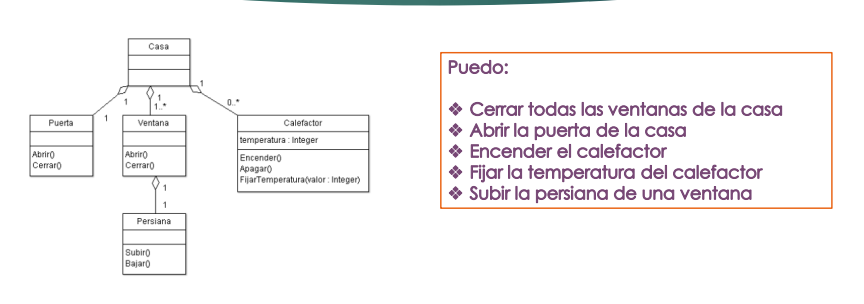 Casa
1
1
1
1..*
0..*
1
Puerta
Abrir()
Cerrar()
Ventana
Abrir()
Cerrar()
Calefactor
temperatura : Integer
Encender()
Apagar()
FijarTemperatura(valor : Integer)
1
1
Persiana
Subir()
Bajar()
Puedo:
❖ Cerrar todas las ventanas de la casa
❖ Abrir la puerta de la casa
❖ Encender el calefactor
❖ Fijar la temperatura del calefactor
❖ Subir la persiana de una ventana